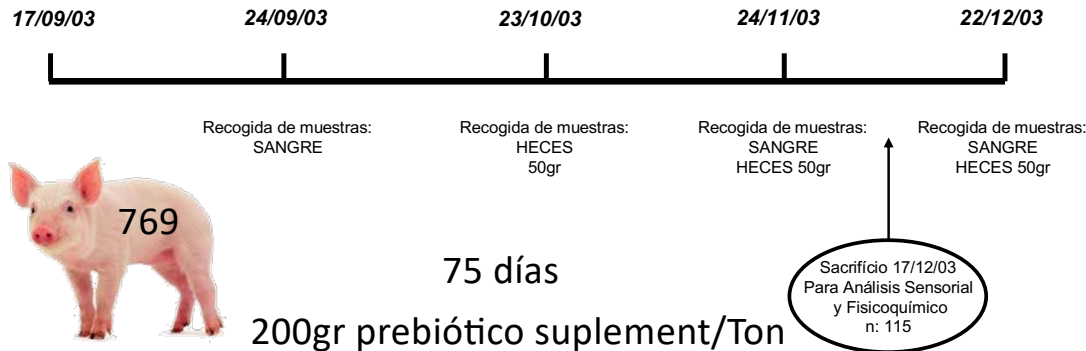 17/09/03
24/09/03
23/10/03
24/11/03
22/12/03
Recogida de muestras:
SANGRE
Recogida de muestras:
HECES
50gr
Recogida de muestras:
SANGRE
HECES 50gr
Recogida de muestras:
SANGRE
HECES 50gr
769
75 días
200gr prebiótico suplement/Ton
Sacrifício 17/12/03
Para Análisis Sensorial
y Fisicoquímico
n: 115